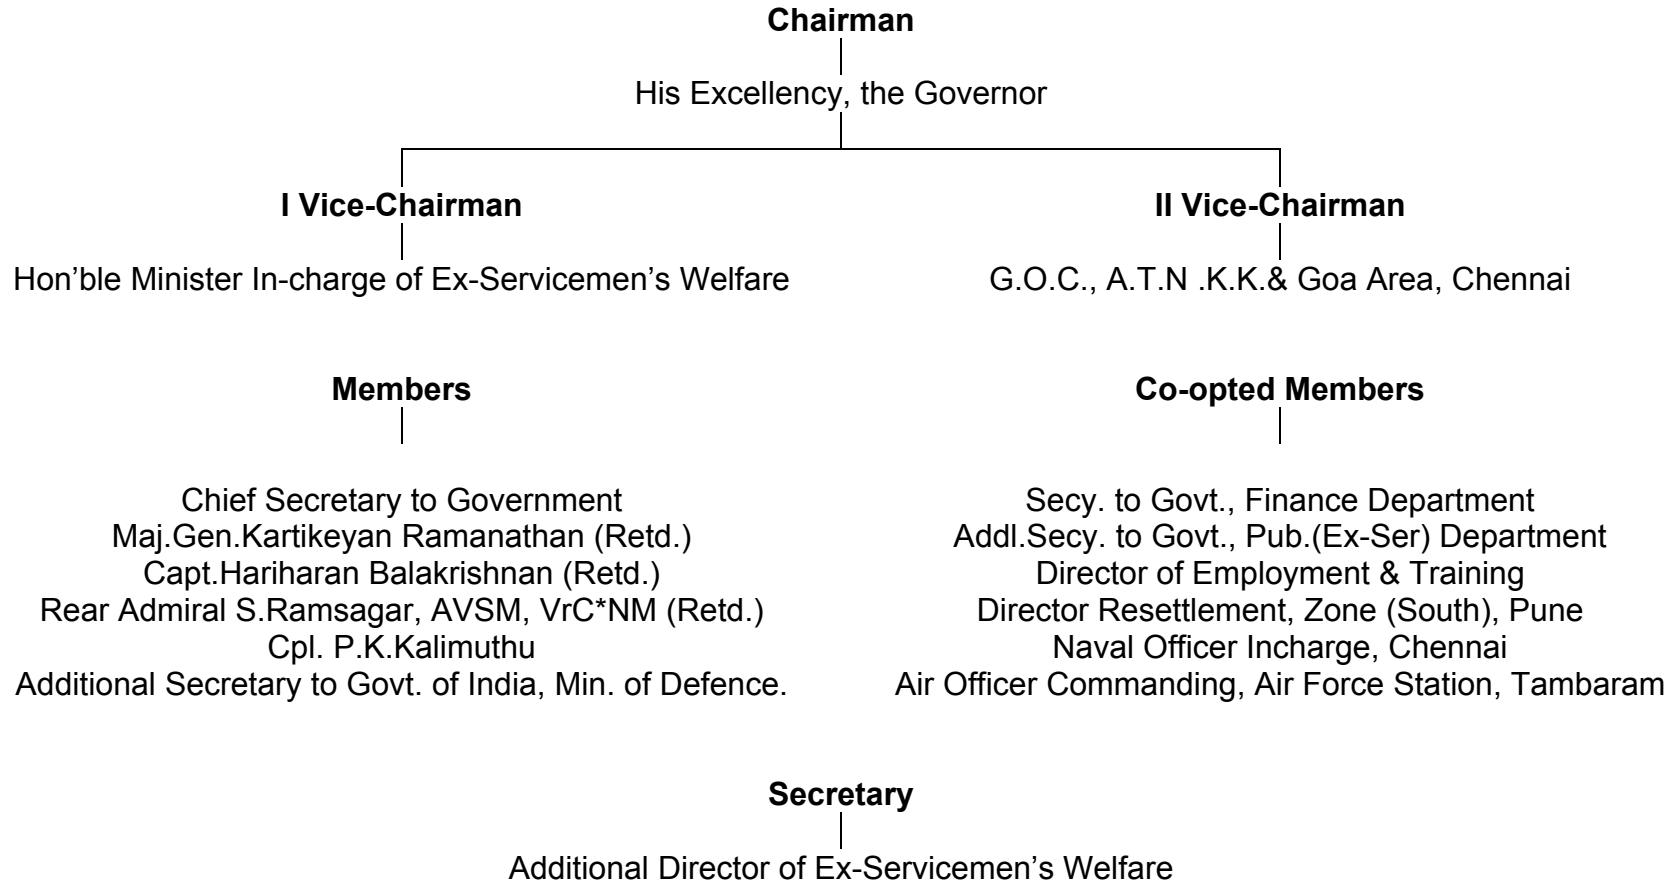 Chairman
His Excellency, the Governor
I Vice-Chairman
Hon’ble Minister In-charge of Ex-Servicemen’s Welfare
II Vice-Chairman
G.O.C., A.T.N .K.K.& Goa Area, Chennai
Members
Chief Secretary to Government
Maj.Gen.Kartikeyan Ramanathan (Retd.)
Capt.Hariharan Balakrishnan (Retd.)
Rear Admiral S.Ramsagar, AVSM, VrC*NM (Retd.)
Cpl. P.K.Kalimuthu
Additional Secretary to Govt. of India, Min. of Defence.
Co-opted Members
Secy. to Govt., Finance Department
Addl.Secy. to Govt., Pub.(Ex-Ser) Department
Director of Employment & Training
Director Resettlement, Zone (South), Pune
Naval Officer Incharge, Chennai
Air Officer Commanding, Air Force Station, Tambaram
Secretary
Additional Director of Ex-Servicemen’s Welfare